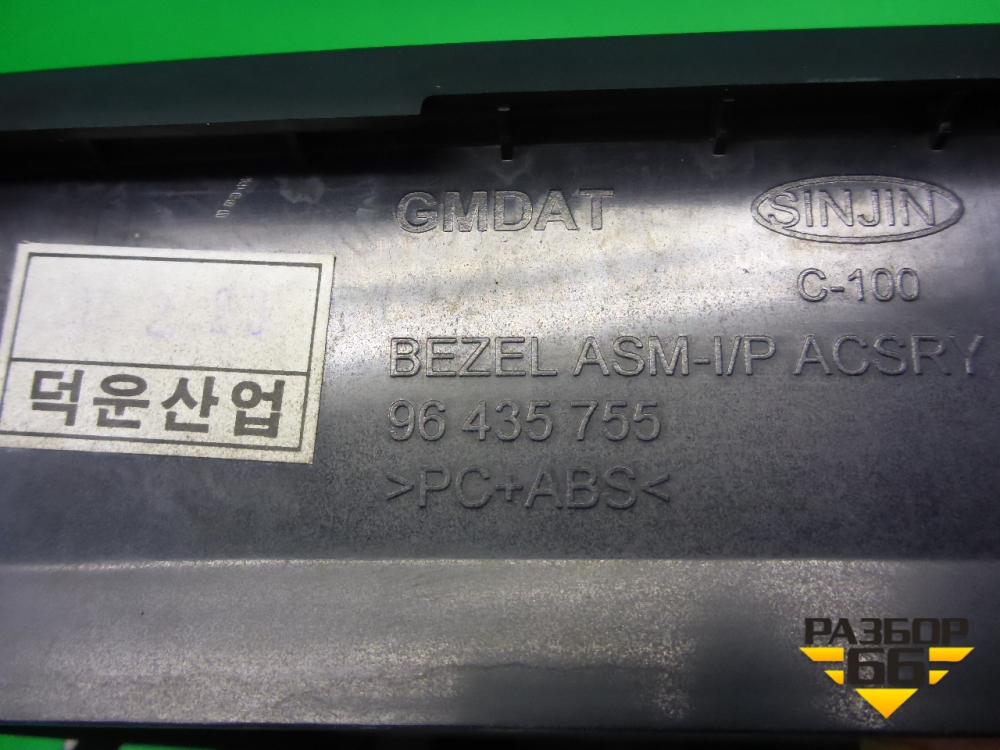 GMDAT
SINJIN
C-100
덕운산업
BEZEL ASM-I/P ACSRY
96 435 755
>PC+ABS<
РАЗБОР
66